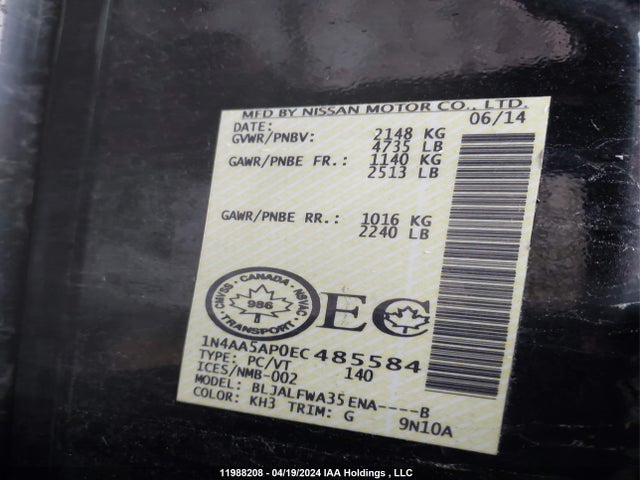 MFD BY NISSAN MOTOR CO., LTD.
DATE: 06/14
GVWR/PNBV: 2148 KG
4735 LB
GAWR/PNBE FR.: 1140 KG
2513 LB
GAWR/PNBE RR.: 1016 KG
2240 LB
CMVSS - CANADA - NSVAC
986
TRANSPORT
EC
1N4AA5AP0EC485584
TYPE: PC/VT 140
ICES/NMB-002
MODEL: BLJALFWA35ENA-----B
COLOR: KH3 TRIM: G 9N10A
11988208 - 04/19/2024 IAA Holdings , LLC